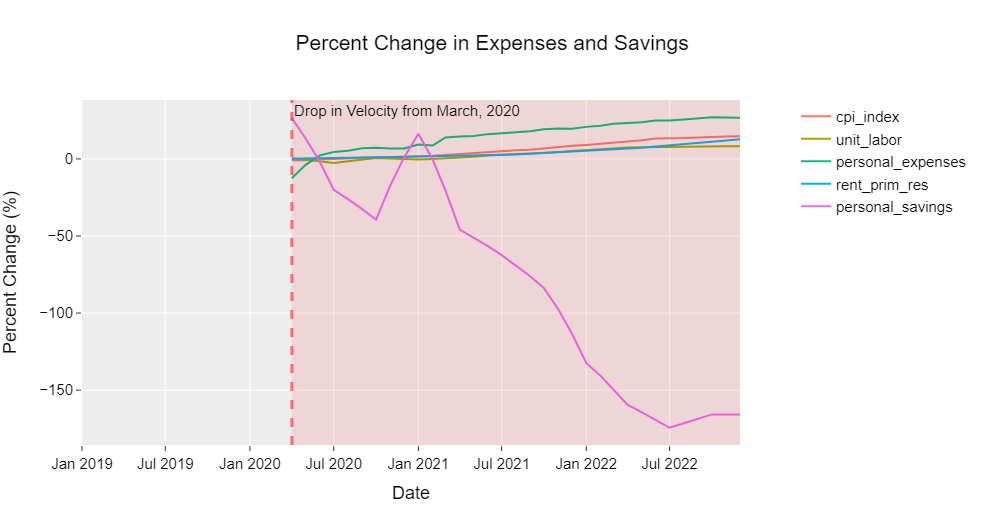 Percent Change in Expenses and Savings
Drop in Velocity from March, 2020
cpi_index
unit_labor
personal_expenses
rent_prim_res
personal_savings
Percent Change (%)
0
−50
−100
−150
Jan 2019
Jul 2019
Jan 2020
Jul 2020
Jan 2021
Jul 2021
Jan 2022
Jul 2022
Date